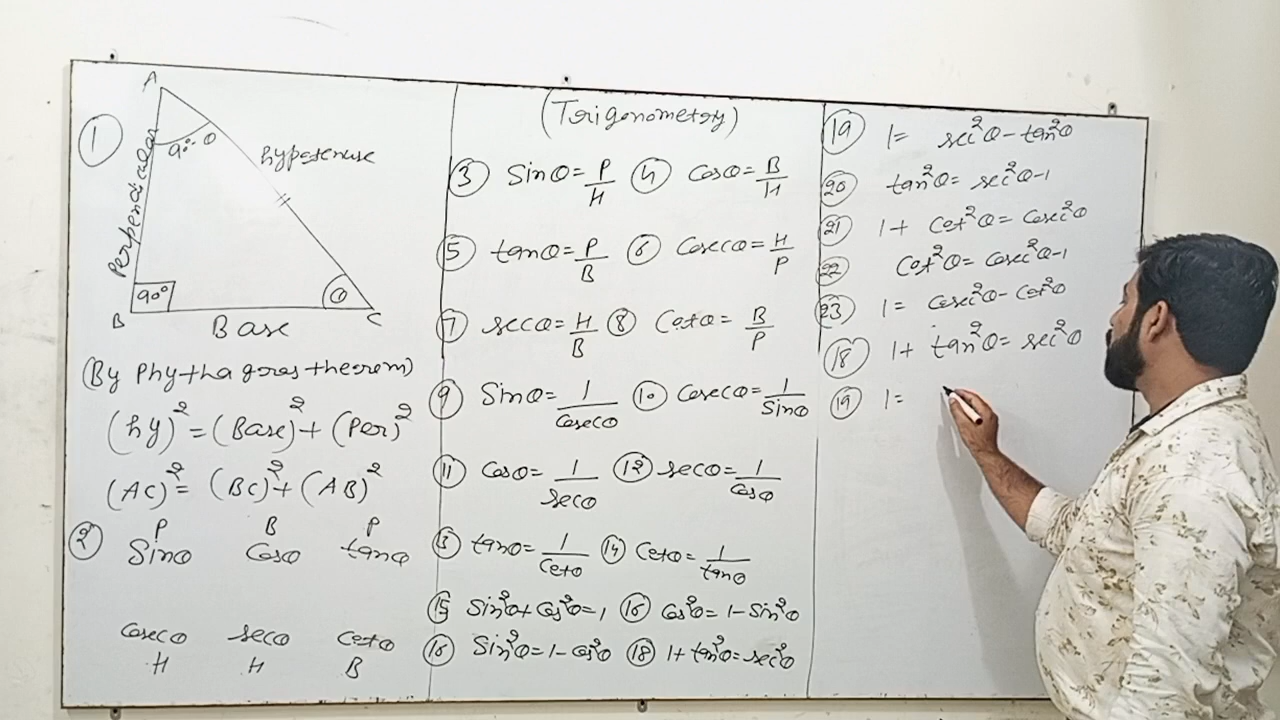 (Trigonometry)
①
A
90°-θ
Perpendicular
hypotenuse
90°
θ
B
Base
C
(By Phythagoras theorem)
(hy)² = (Base)² + (Per)²
(AC)² = (BC)² + (AB)²
② P B P
Sinθ Cosθ tanθ
Cosecθ Secθ Cotθ
H H B
③ Sinθ = P/H ④ Cosθ = B/H
⑤ tanθ = P/B ⑥ Cosecθ = H/P
⑦ Secθ = H/B ⑧ Cotθ = B/P
⑨ Sinθ = 1/Cosecθ ⑩ Cosecθ = 1/Sinθ
⑪ Cosθ = 1/Secθ ⑫ Secθ = 1/Cosθ
⑬ tanθ = 1/Cotθ ⑭ Cotθ = 1/tanθ
⑮ Sin²θ + Cos²θ = 1 ⑯ Cos²θ = 1 - Sin²θ
⑯ Sin²θ = 1 - Cos²θ ⑱ 1 + tan²θ = Sec²θ
⑲ 1 = Sec²θ - tan²θ
⑳ tan²θ = Sec²θ - 1
㉑ 1 + Cot²θ = Cosec²θ
㉒ Cot²θ = Cosec²θ - 1
㉓ 1 = Cosec²θ - Cot²θ
⑱ 1 + tan²θ = Sec²θ
⑲ 1 =